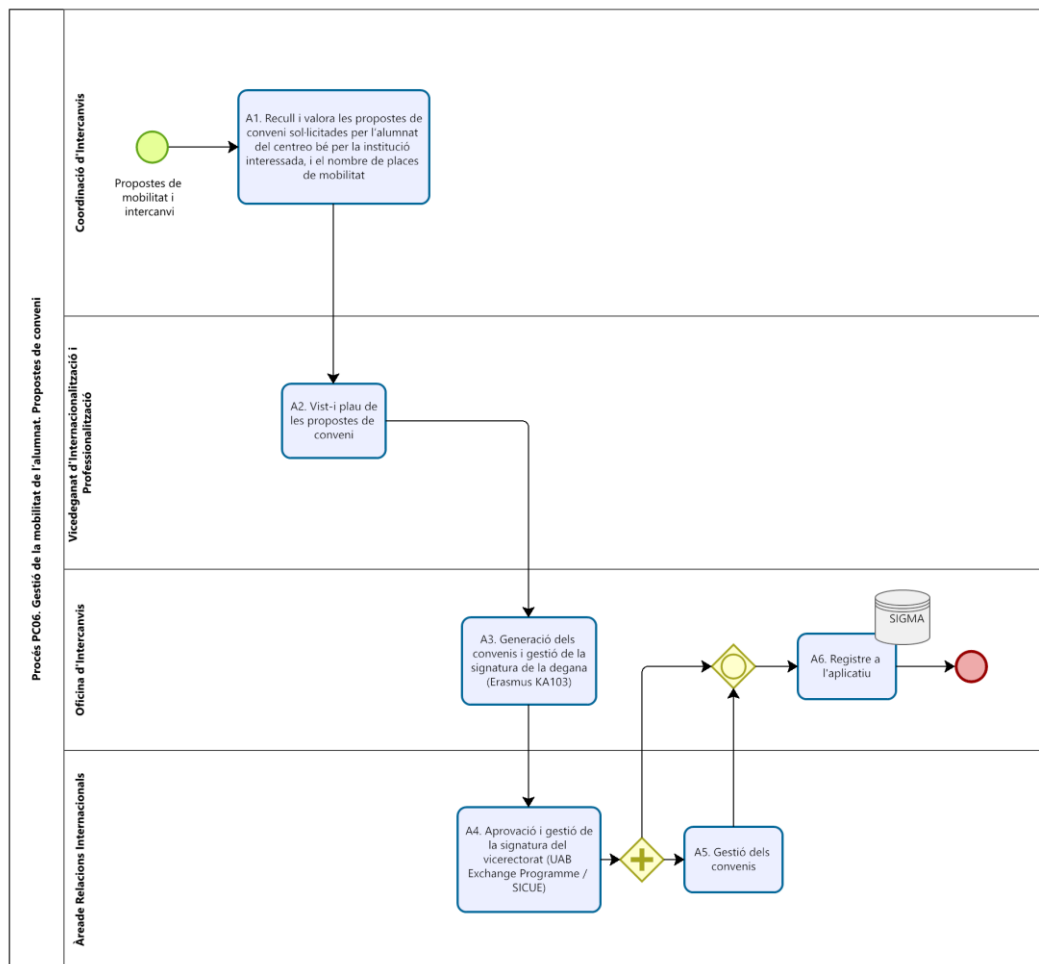 Procés PC06. Gestió de la mobilitat de l'alumnat. Propostes de conveni
Coordinació d'Intercanvis
Propostes de
mobilitat i
intercanvi
A1. Recull i valora les propostes de
conveni sol·licitades per l'alumnat
del centreo bé per la institució
interessada, i el nombre de places
de mobilitat
Vicedeganat d'Internacionalització i
Professionalització
A2. Vist-i plau de
les propostes de
conveni
Oficina d'Intercanvis
A3. Generació dels
convenis i gestió de la
signatura de la degana
(Erasmus KA103)
SIGMA
A6. Registre a
l'aplicatiu
Àreade Relacions Internacionals
A4. Aprovació i gestió de
la signatura del
vicerectorat (UAB
Exchange Programme /
SICUE)
A5. Gestió dels
convenis